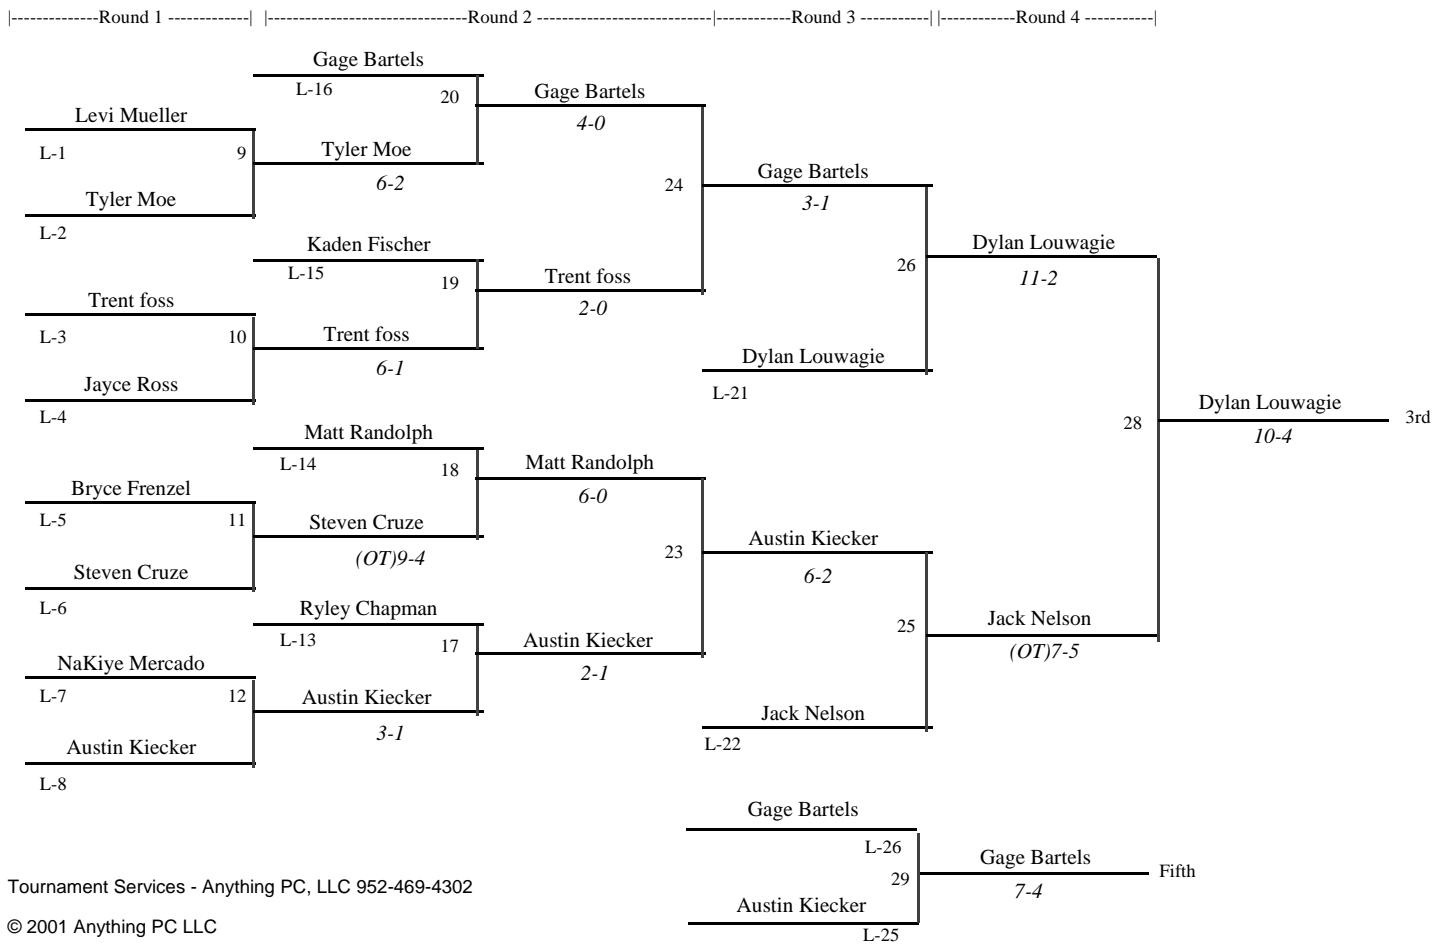 |--------------Round 1 --------------| |----------------------------------Round 2 ------------------------------|-------------Round 3 -----------| |------------Round 4 -----------|
Gage Bartels
L-16
20
Gage Bartels
4-0
Levi Mueller
L-1
9
Tyler Moe
6-2
24
Gage Bartels
3-1
Tyler Moe
L-2
Kaden Fischer
L-15
19
Trent foss
2-0
26
Dylan Louwagie
11-2
Trent foss
L-3
10
Trent foss
6-1
Dylan Louwagie
L-21
Jayce Ross
L-4
28
Dylan Louwagie
10-4
3rd
Matt Randolph
L-14
18
Matt Randolph
6-0
Bryce Frenzel
L-5
11
Steven Cruze
(OT)9-4
23
Austin Kiecker
6-2
Steven Cruze
L-6
Ryley Chapman
L-13
17
Austin Kiecker
2-1
25
Jack Nelson
(OT)7-5
NaKiye Mercado
L-7
12
Austin Kiecker
3-1
Jack Nelson
L-22
Austin Kiecker
L-8
Gage Bartels
L-26
29
Gage Bartels
7-4
Fifth
Austin Kiecker
L-25
Tournament Services - Anything PC, LLC 952-469-4302
© 2001 Anything PC LLC